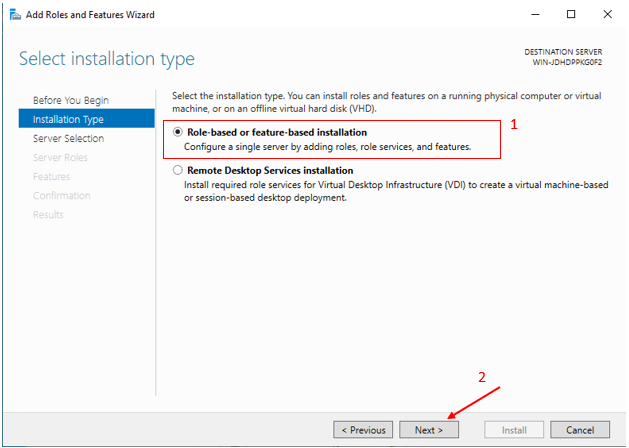 Add Roles and Features Wizard
Select installation type
DESTINATION SERVER
WIN-JDHDPPKG0F2
Before You Begin
Installation Type
Server Selection
Server Roles
Features
Confirmation
Results
Select the installation type. You can install roles and features on a running physical computer or virtual
machine, or on an offline virtual hard disk (VHD).
1
Role-based or feature-based installation
Configure a single server by adding roles, role services, and features.
Remote Desktop Services installation
Install required role services for Virtual Desktop Infrastructure (VDI) to create a virtual machine-based
or session-based desktop deployment.
2
< Previous
Next >
Install
Cancel